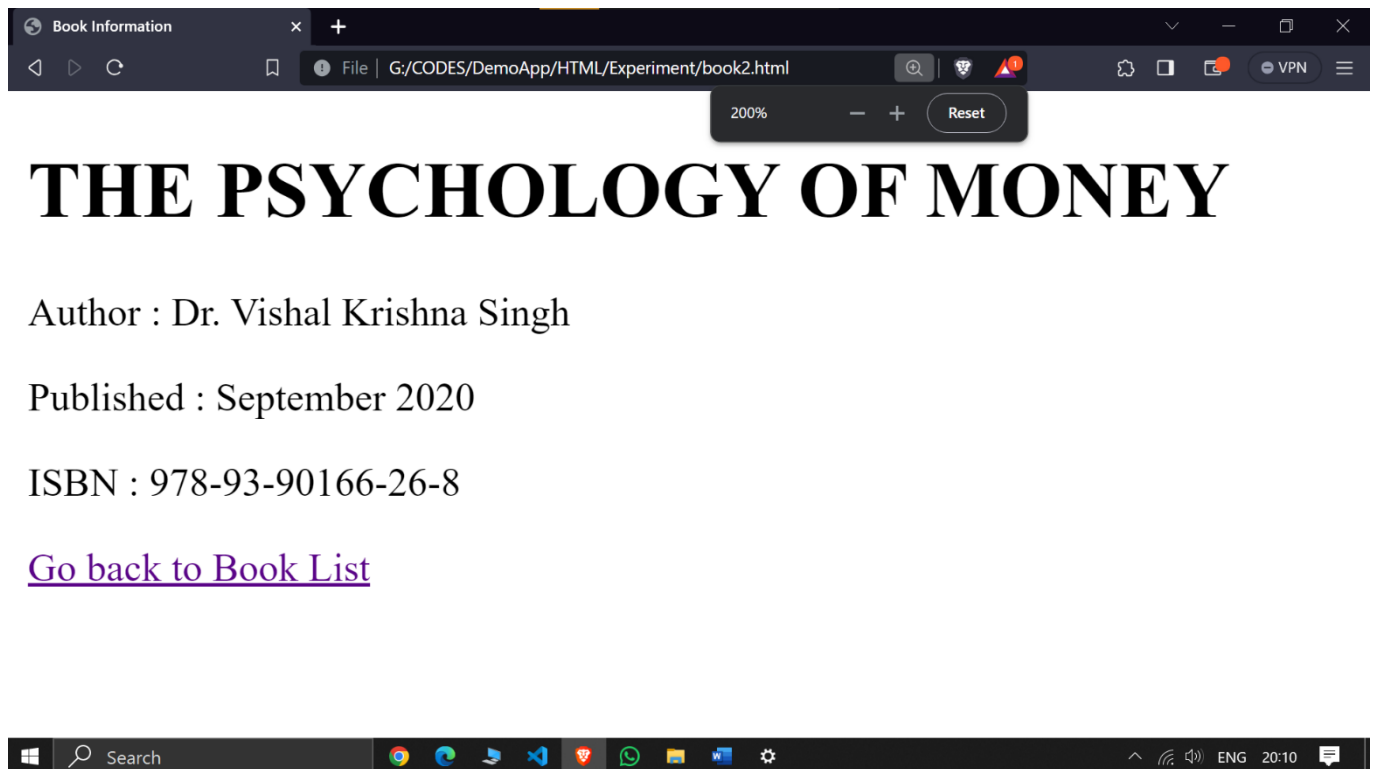 Book Information
File | G:/CODES/DemoApp/HTML/Experiment/book2.html 1 VPN
200% Reset
THE PSYCHOLOGY OF MONEY
Author : Dr. Vishal Krishna Singh
Published : September 2020
ISBN : 978-93-90166-26-8
Go back to Book List
Search ENG 20:10